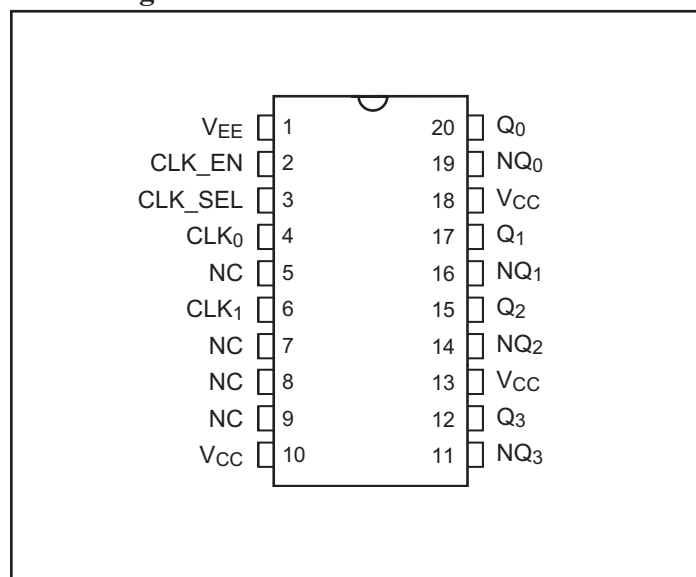 g
VEE 1 20 Q0
CLK_EN 2 19 NQ0
CLK_SEL 3 18 VCC
CLK0 4 17 Q1
NC 5 16 NQ1
CLK1 6 15 Q2
NC 7 14 NQ2
NC 8 13 VCC
NC 9 12 Q3
VCC 10 11 NQ3